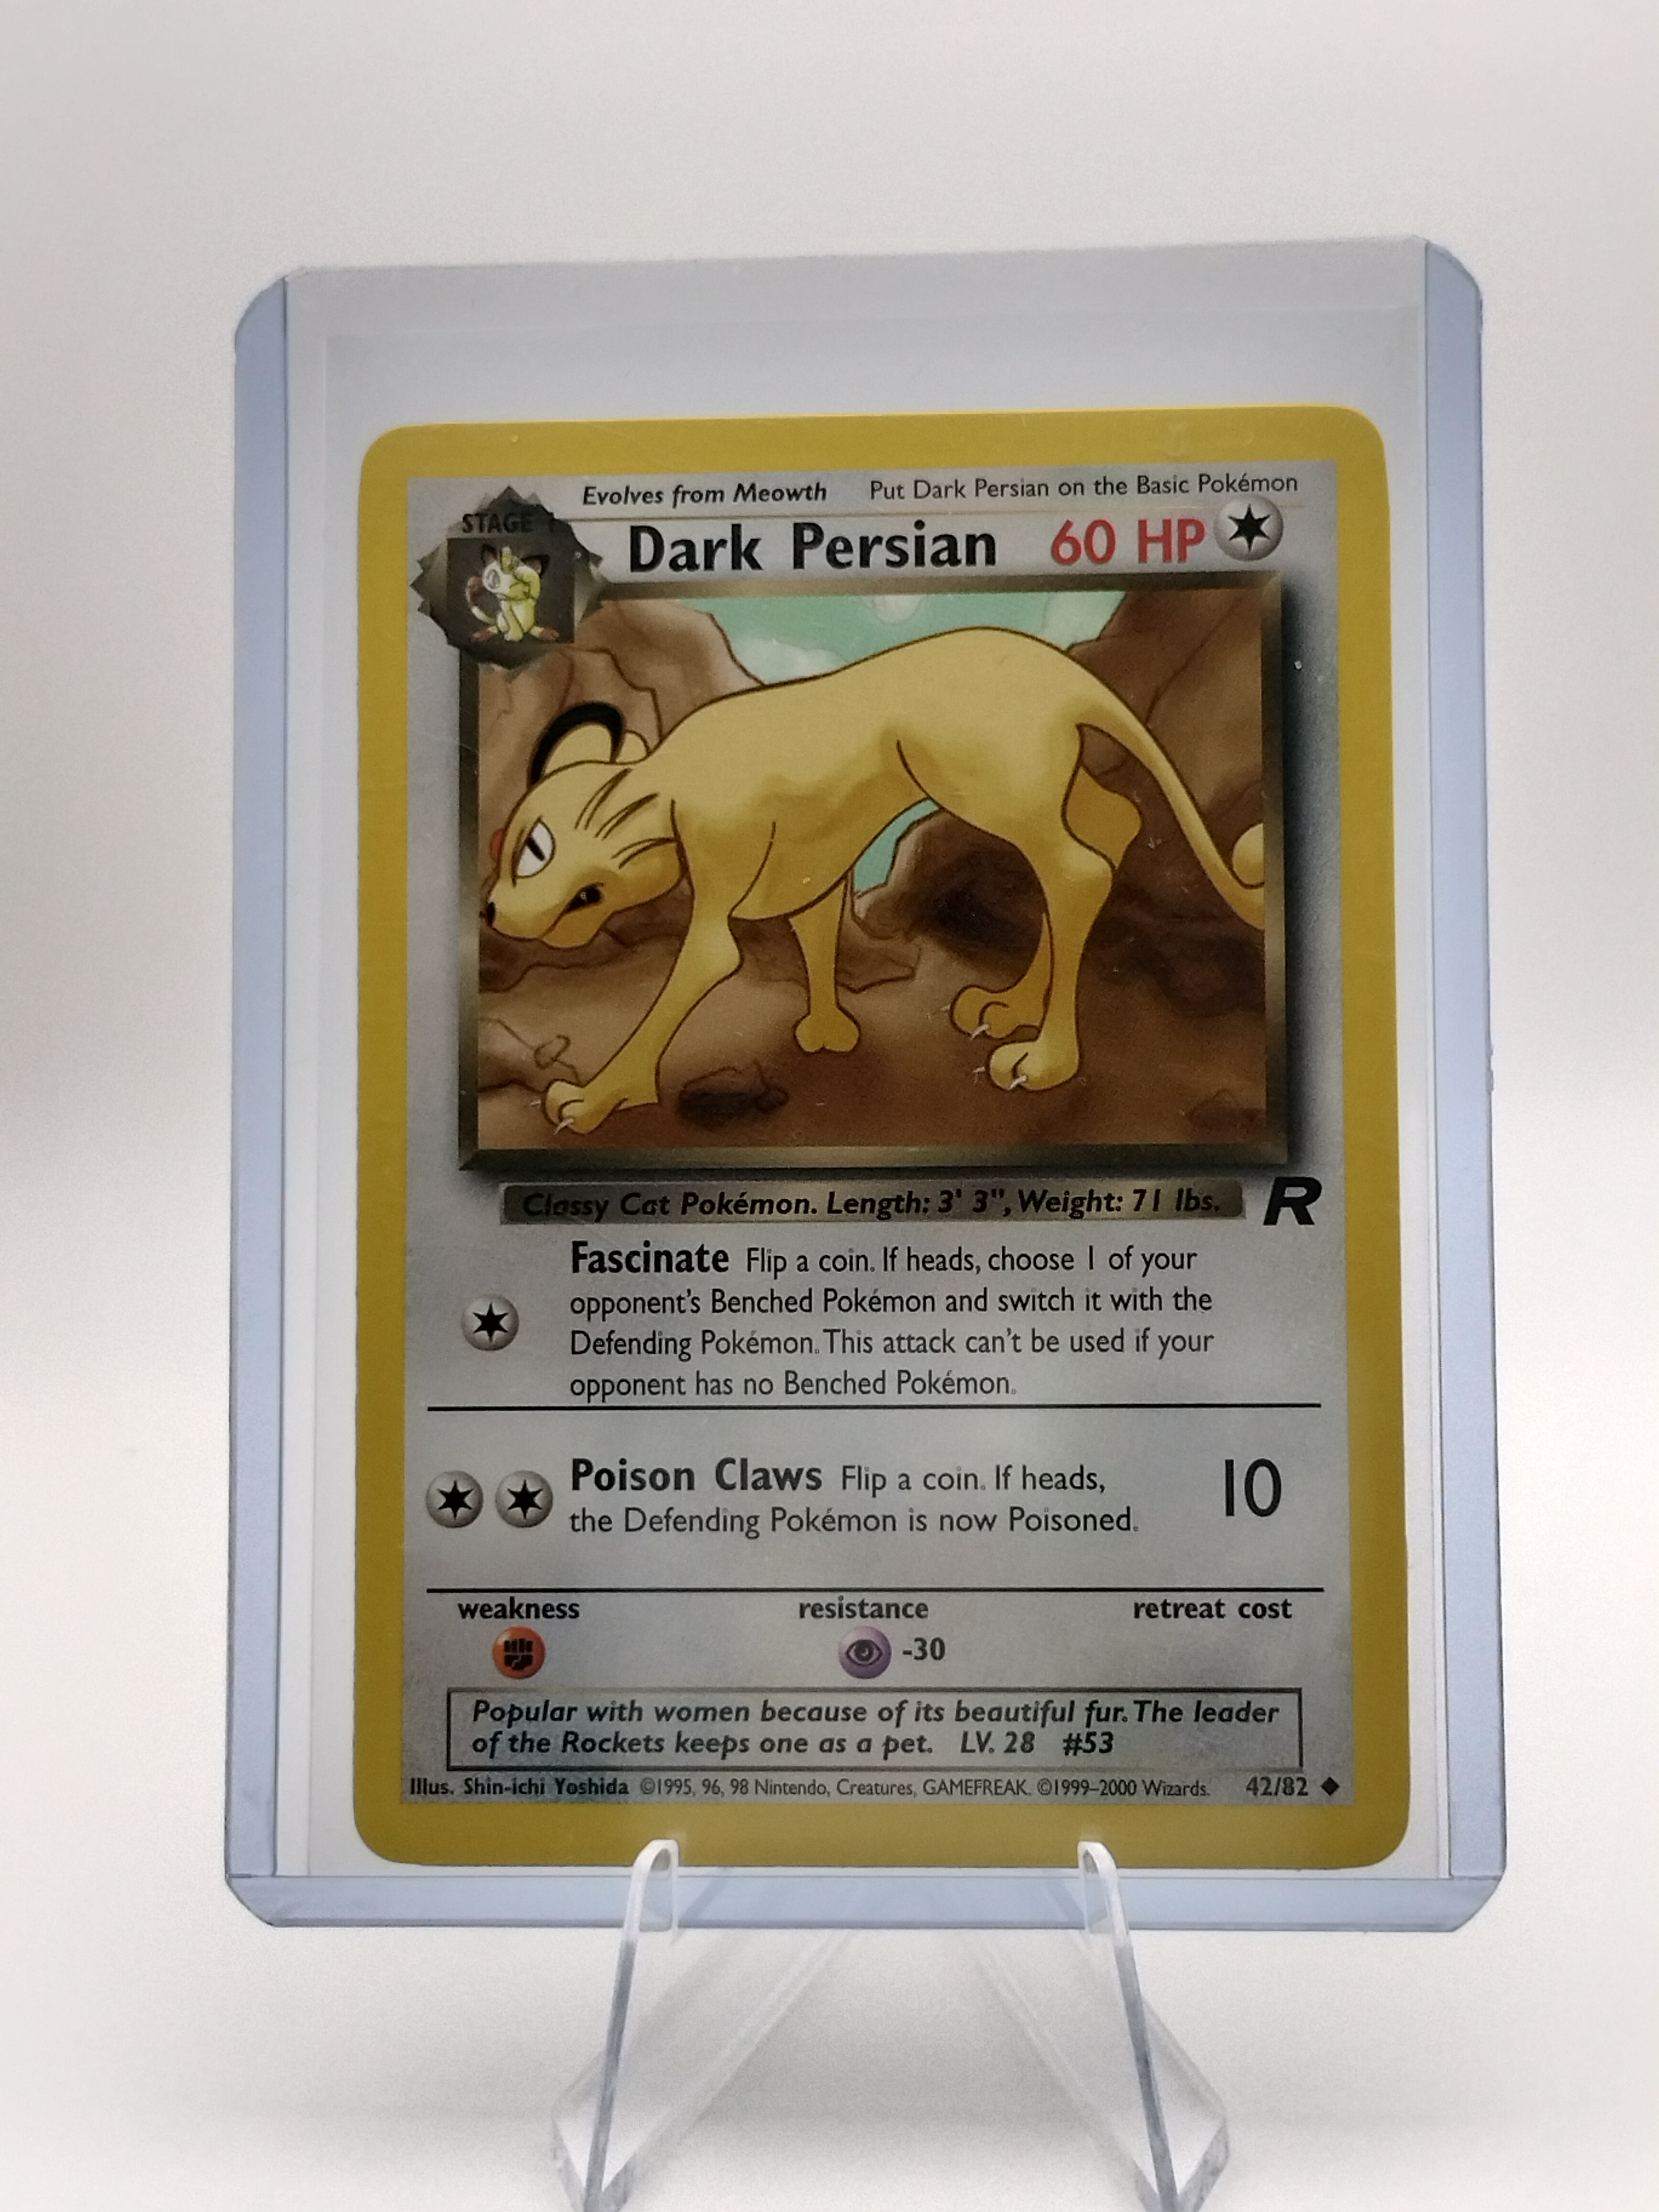 Evolves from Meowth Put Dark Persian on the Basic Pokémon
STAGE 1
Dark Persian 60 HP
Classy Cat Pokémon. Length: 3' 3", Weight: 71 lbs.
R
Fascinate Flip a coin. If heads, choose 1 of your
opponent's Benched Pokémon and switch it with the
Defending Pokémon. This attack can't be used if your
opponent has no Benched Pokémon.
Poison Claws Flip a coin. If heads,
the Defending Pokémon is now Poisoned.
10
weakness resistance retreat cost
-30
Popular with women because of its beautiful fur. The leader
of the Rockets keeps one as a pet. LV. 28 #53
Illus. Shin-ichi Yoshida ©1995, 96, 98 Nintendo, Creatures, GAMEFREAK. ©1999–2000 Wizards. 42/82